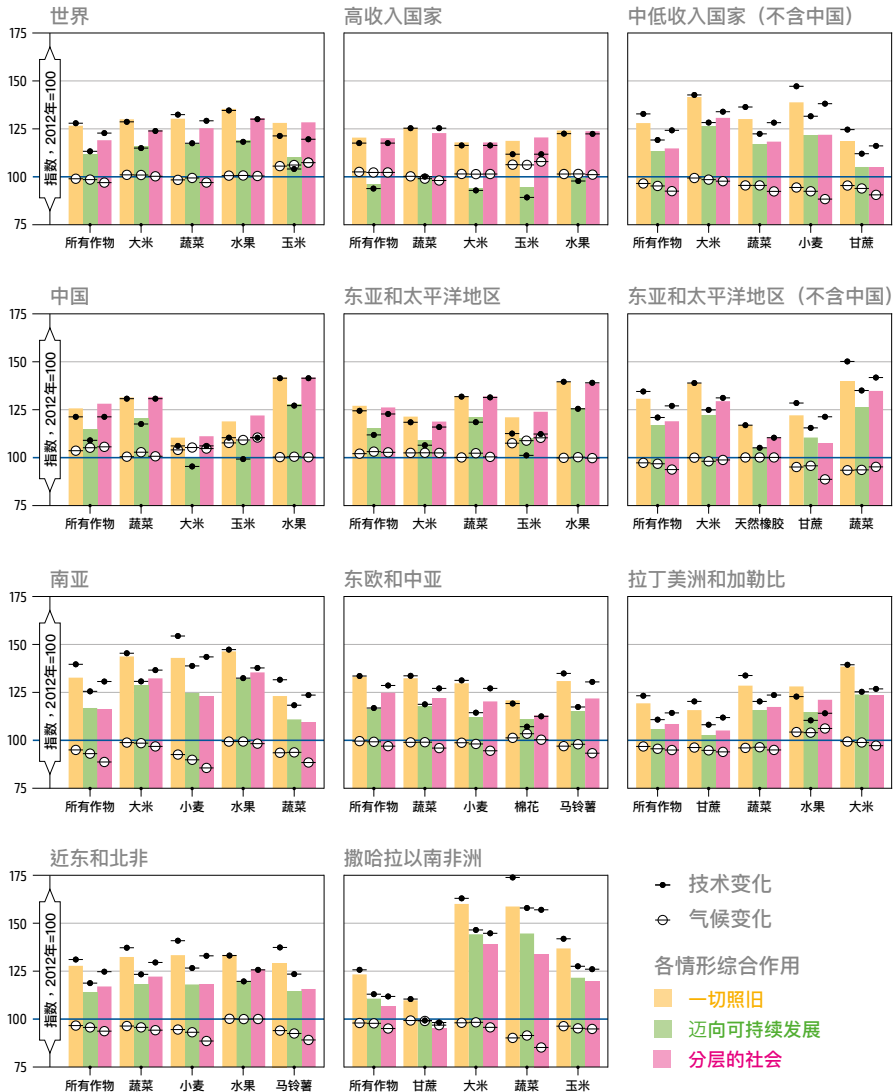 世界
高收入国家
中低收入国家（不含中国）
175
150
125
100
75
指数，2012年=100
所有作物 大米 蔬菜 水果 玉米
所有作物 蔬菜 大米 玉米 水果
所有作物 大米 蔬菜 小麦 甘蔗
中国
东亚和太平洋地区
东亚和太平洋地区（不含中国）
175
150
125
100
75
指数，2012年=100
所有作物 蔬菜 大米 玉米 水果
所有作物 大米 蔬菜 玉米 水果
所有作物 大米 天然橡胶 甘蔗 蔬菜
南亚
东欧和中亚
拉丁美洲和加勒比
175
150
125
100
75
指数，2012年=100
所有作物 大米 小麦 水果 蔬菜
所有作物 蔬菜 小麦 棉花 马铃薯
所有作物 甘蔗 蔬菜 水果 大米
近东和北非
撒哈拉以南非洲
175
150
125
100
75
指数，2012年=100
所有作物 蔬菜 小麦 水果 马铃薯
所有作物 甘蔗 大米 蔬菜 玉米
技术变化
气候变化
各情形综合作用
一切照旧
迈向可持续发展
分层的社会